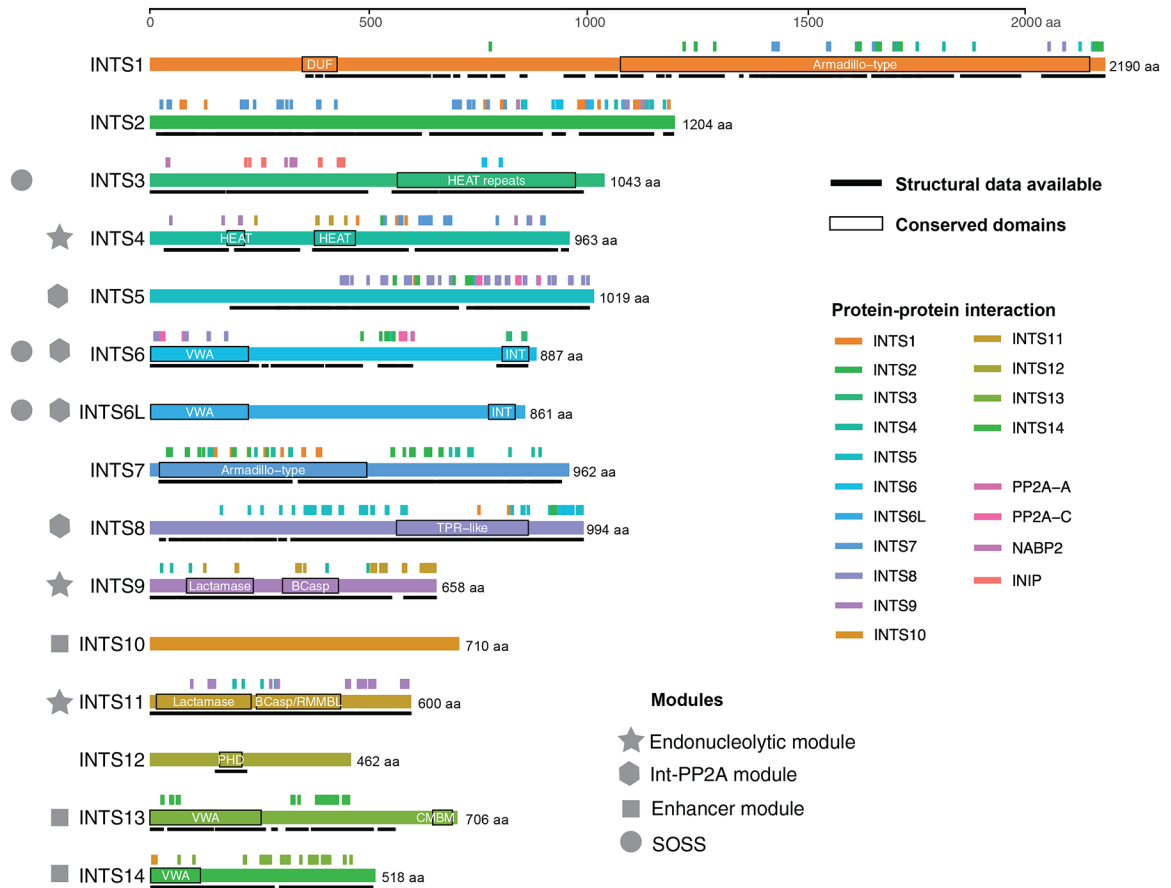 0 500 1000 1500 2000 aa
INTS1 DUF Armadillo−type 2190 aa
INTS2 1204 aa
INTS3 HEAT repeats 1043 aa
Structural data available
INTS4 HEAT HEAT 963 aa
Conserved domains
INTS5 1019 aa
Protein-protein interaction
INTS6 VWA INT 887 aa
INTS6L VWA INT 861 aa
INTS7 Armadillo−type 962 aa
INTS8 TPR−like 994 aa
INTS9 Lactamase BCasp 658 aa
INTS10 710 aa
INTS11 Lactamase BCasp/RMMBL 600 aa
INTS12 PHD 462 aa
INTS13 VWA CMBM 706 aa
INTS14 VWA 518 aa
INTS1
INTS2
INTS3
INTS4
INTS5
INTS6
INTS6L
INTS7
INTS8
INTS9
INTS10
INTS11
INTS12
INTS13
INTS14
PP2A−A
PP2A−C
NABP2
INIP
Modules
Endonucleolytic module
Int-PP2A module
Enhancer module
SOSS